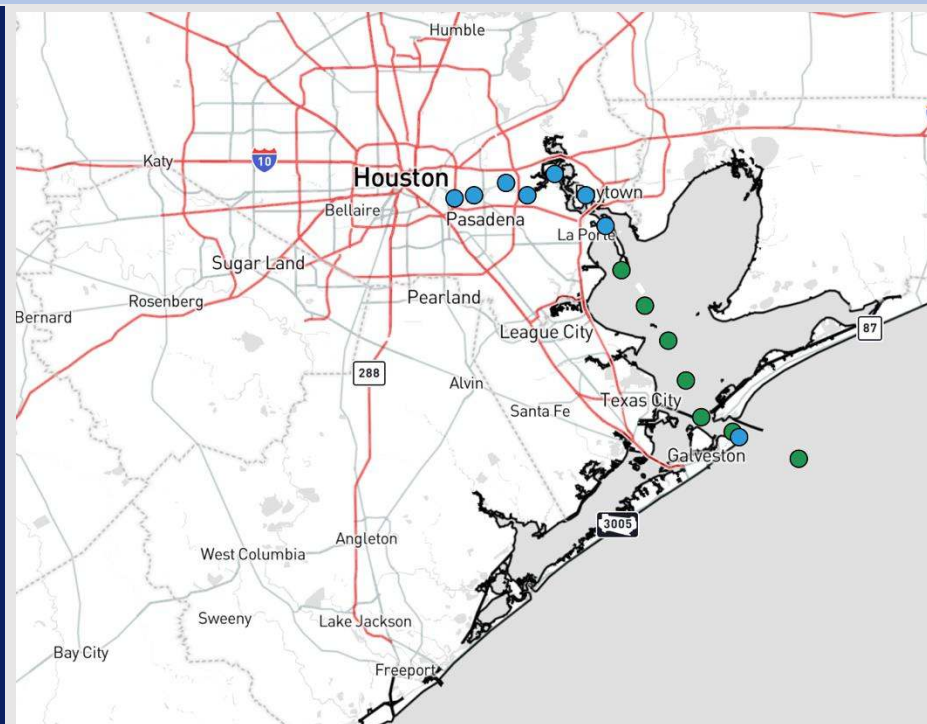 Humble
Katy
10
Houston
Baytown
Bellaire
Pasadena
La Porte
Sugar Land
Pearland
Rosenberg
Bernard
League City
87
288
Alvin
Texas City
Santa Fe
Galveston
3005
Angleton
West Columbia
Sweeny
Lake Jackson
Bay City
Freeport